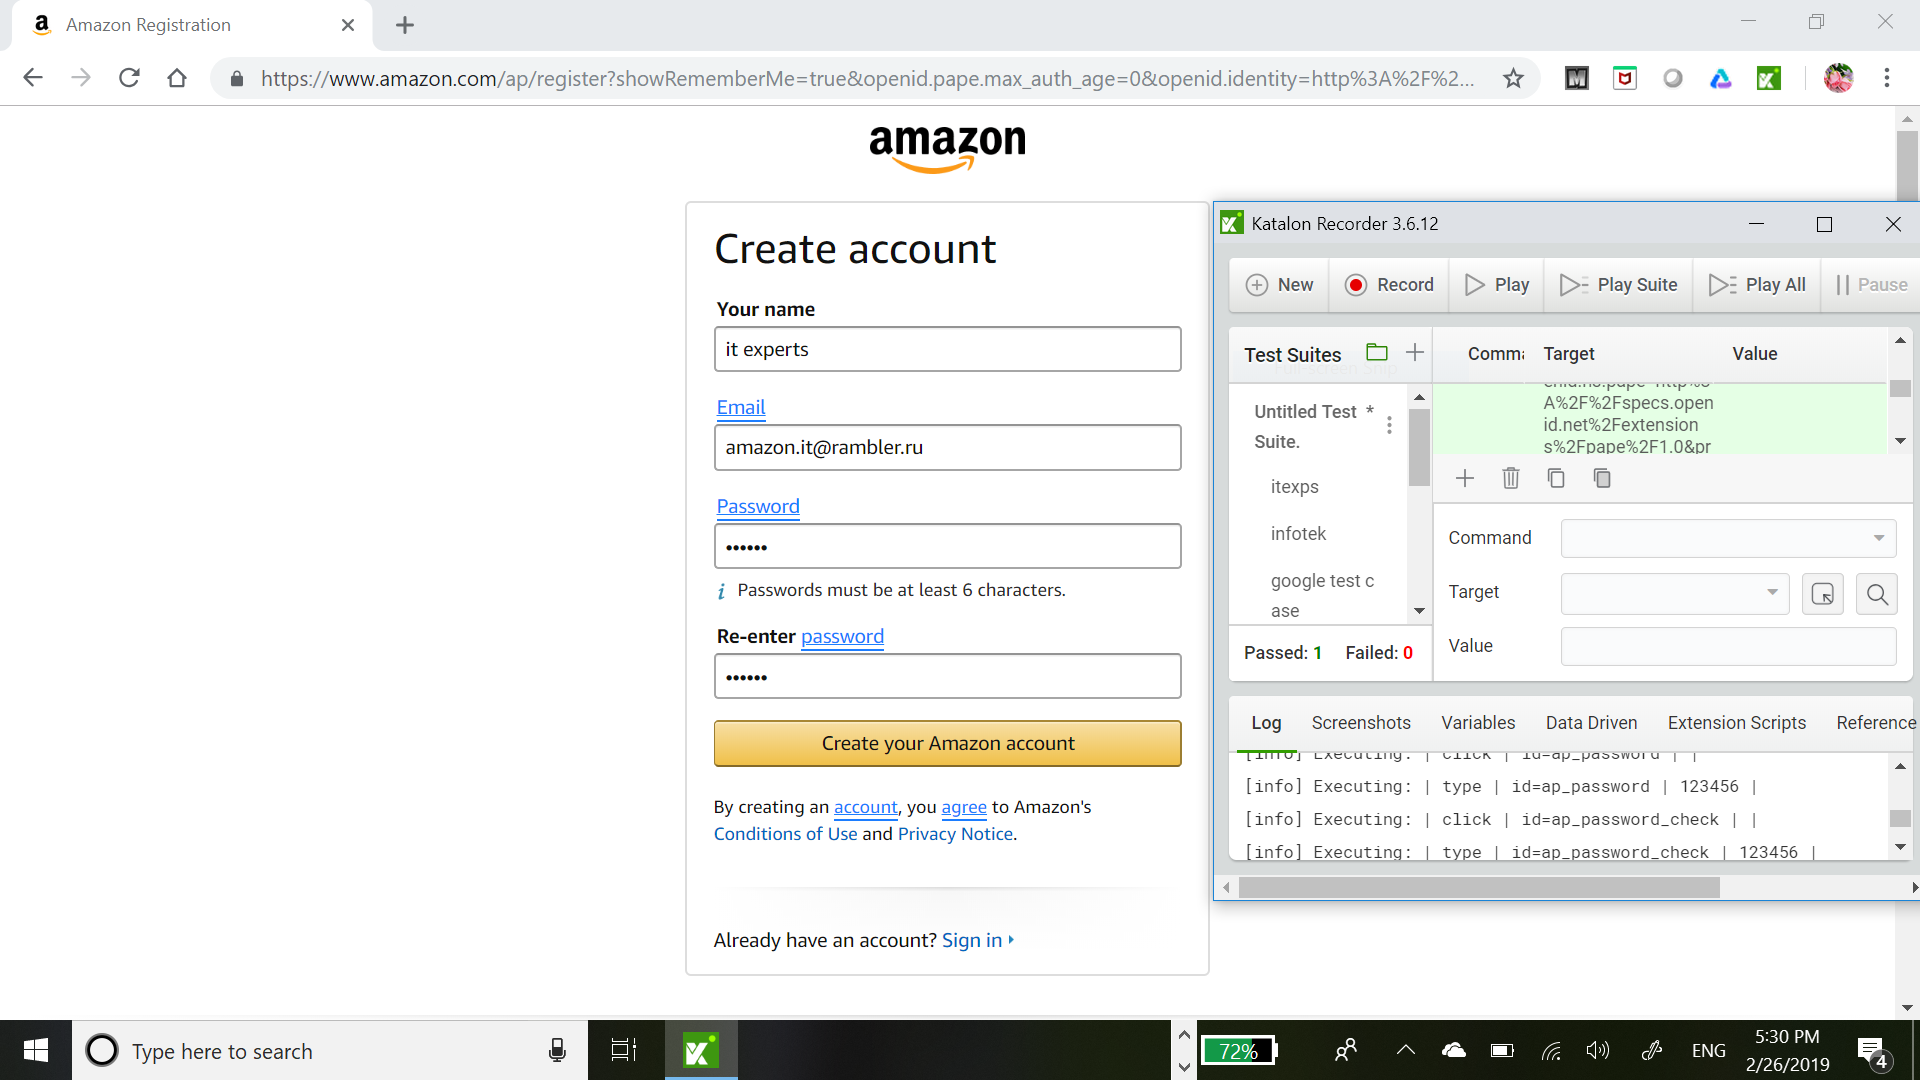 Amazon Registration
https://www.amazon.com/ap/register?showRememberMe=true&openid.pape.max_auth_age=0&openid.identity=http%3A%2F%2...
amazon
Create account
Your name
it experts
Email
amazon.it@rambler.ru
Password
••••••
i Passwords must be at least 6 characters.
Re-enter password
••••••
Create your Amazon account
By creating an account, you agree to Amazon's
Conditions of Use and Privacy Notice.
Already have an account? Sign in
Katalon Recorder 3.6.12
New Record Play Play Suite Play All Pause
Test Suites
Untitled Test *
Suite.
itexps
infotek
google test c
ase
Passed: 1 Failed: 0
Comma Target Value
A%2F%2Fspecs.open
id.net%2Fextension
s%2Fpape%2F1.0&pr
Command
Target
Value
Log Screenshots Variables Data Driven Extension Scripts Reference
[info] Executing: | click | id=ap_password | |
[info] Executing: | type | id=ap_password | 123456 |
[info] Executing: | click | id=ap_password_check | |
[info] Executing: | type | id=ap_password_check | 123456 |
Type here to search
72%
ENG
5:30 PM
2/26/2019
4